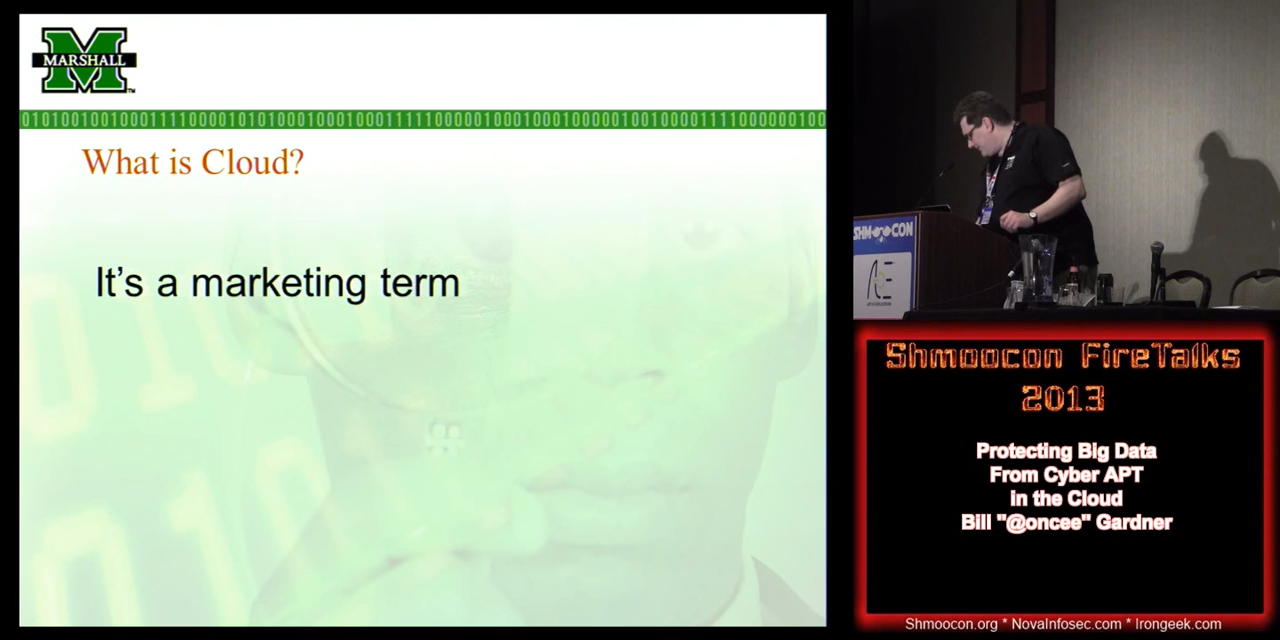 MARSHALL
TM
0101001001000111100001010100010001000111110000010001000100000100100001111000000100
What is Cloud?
It's a marketing term
SHMOOCON
Shmoocon FireTalks
2013
Protecting Big Data
From Cyber APT
in the Cloud
Bill "@oncee" Gardner
Shmoocon.org * NovaInfosec.com * Irongeek.com